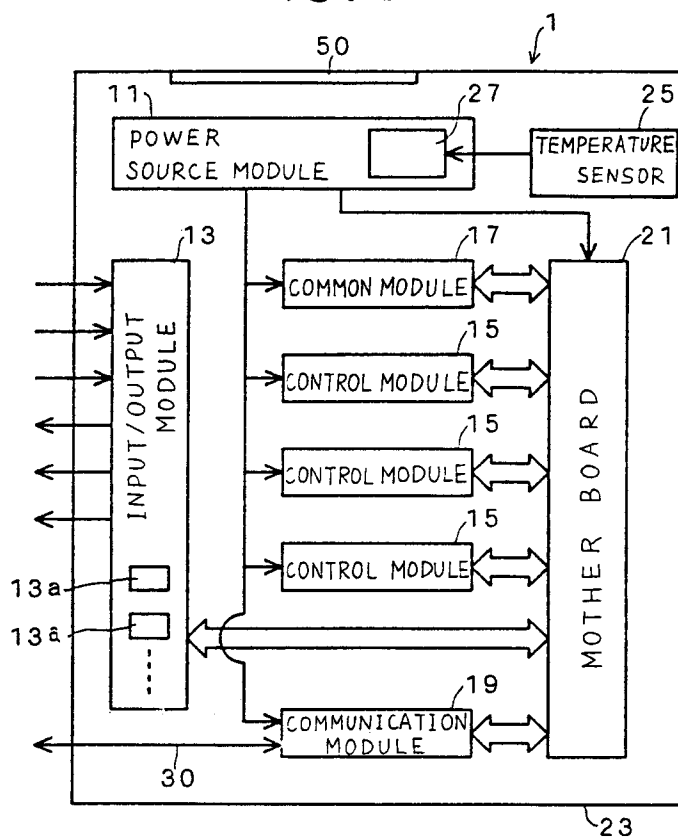 50
1
11
27
25
POWER
SOURCE MODULE
TEMPERATURE
SENSOR
13
17
21
COMMON MODULE
15
CONTROL MODULE
INPUT/OUTPUT
MODULE
15
CONTROL MODULE
MOTHER BOARD
15
CONTROL MODULE
13a
13a
19
COMMUNICATION
MODULE
30
23